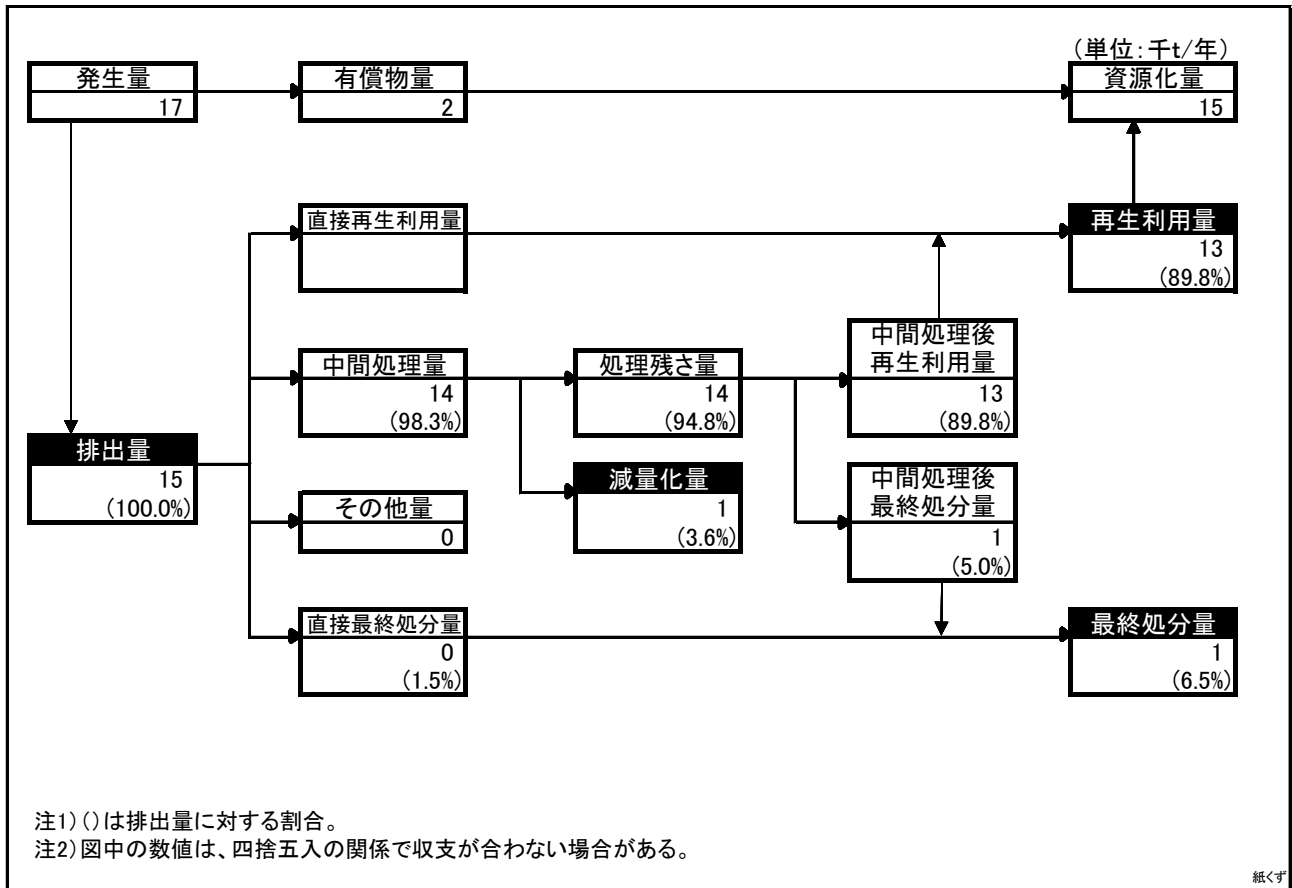 (単位:千t/年)
発生量
17
有償物量
2
資源化量
15
直接再生利用量
再生利用量
13
(89.8%)
中間処理量
14
(98.3%)
処理残さ量
14
(94.8%)
中間処理後
再生利用量
13
(89.8%)
排出量
15
(100.0%)
減量化量
1
(3.6%)
中間処理後
最終処分量
1
(5.0%)
その他量
0
直接最終処分量
0
(1.5%)
最終処分量
1
(6.5%)
注1)()は排出量に対する割合。
注2)図中の数値は、四捨五入の関係で収支が合わない場合がある。
紙くず